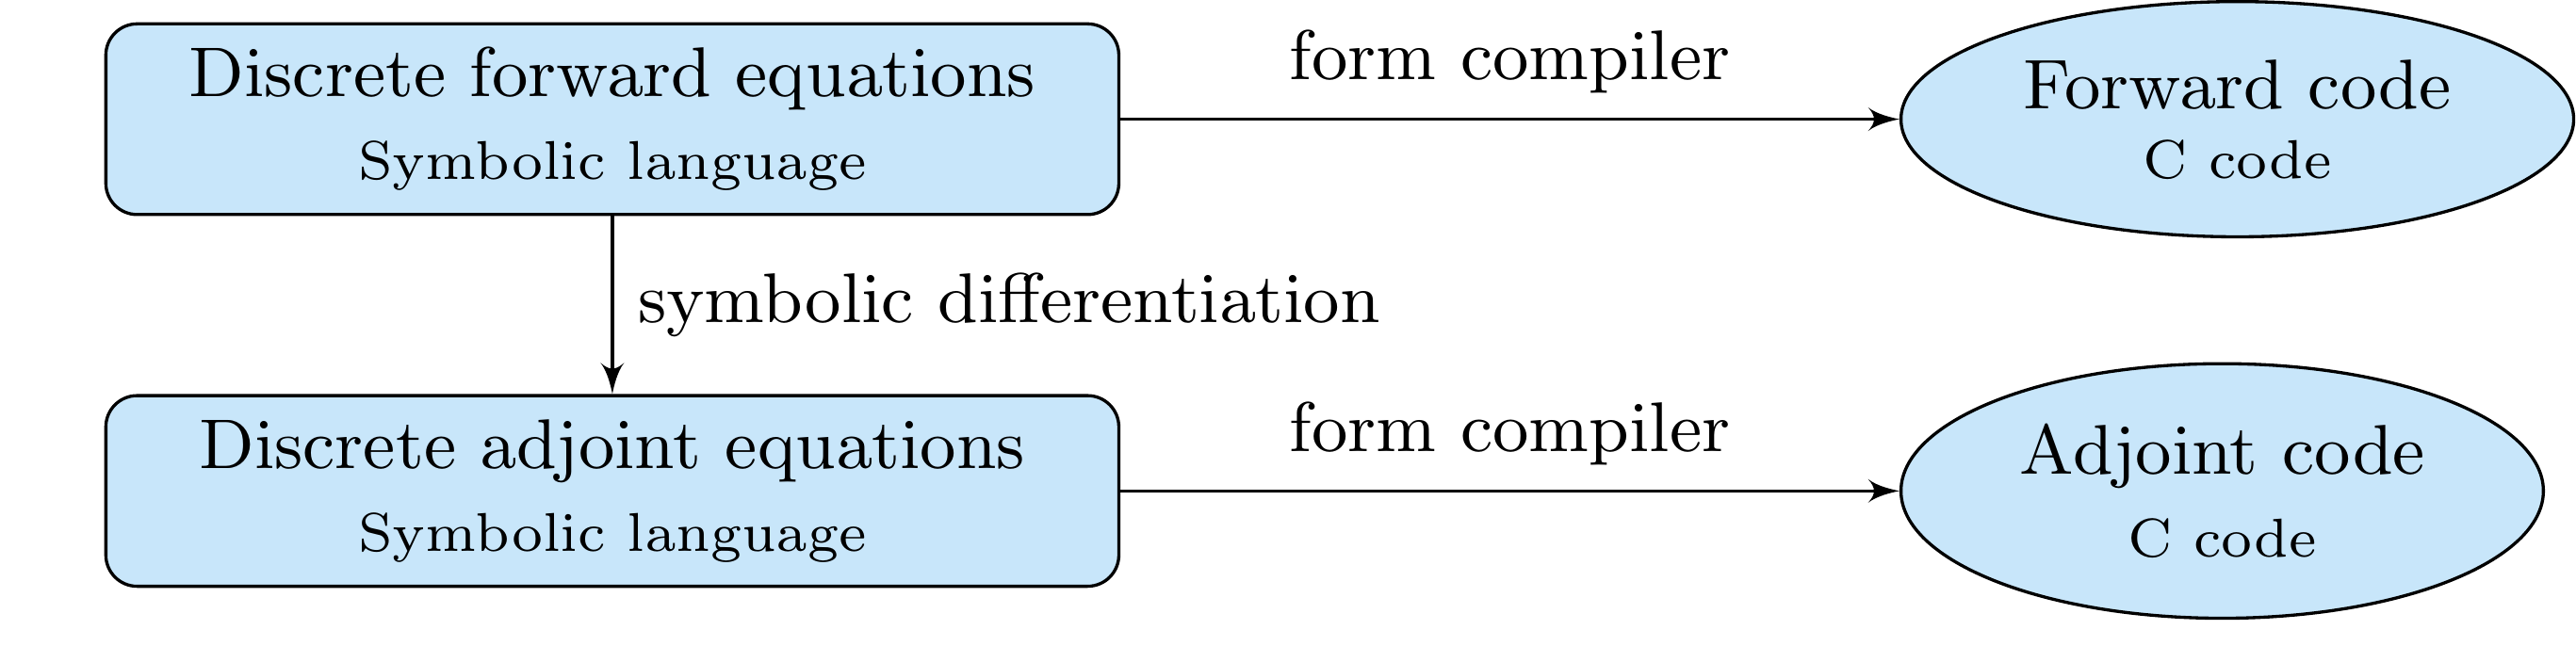 Discrete forward equations
Symbolic language
form compiler
Forward code
C code
symbolic differentiation
Discrete adjoint equations
Symbolic language
form compiler
Adjoint code
C code